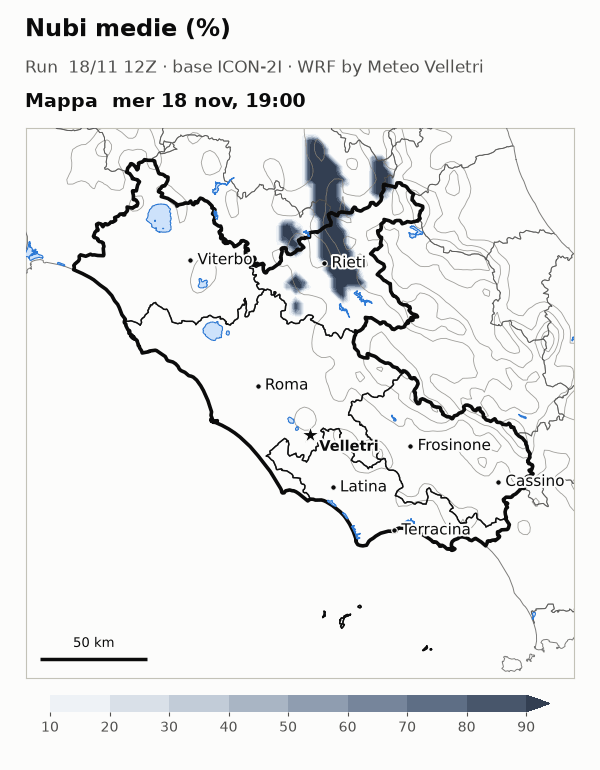 Nubi medie (%)
Run 18/11 12Z · base ICON-2I · WRF by Meteo Velletri
Mappa mer 18 nov, 19:00
Viterbo
Rieti
Roma
Velletri
Frosinone
Latina
Cassino
Terracina
50 km
10 20 30 40 50 60 70 80 90